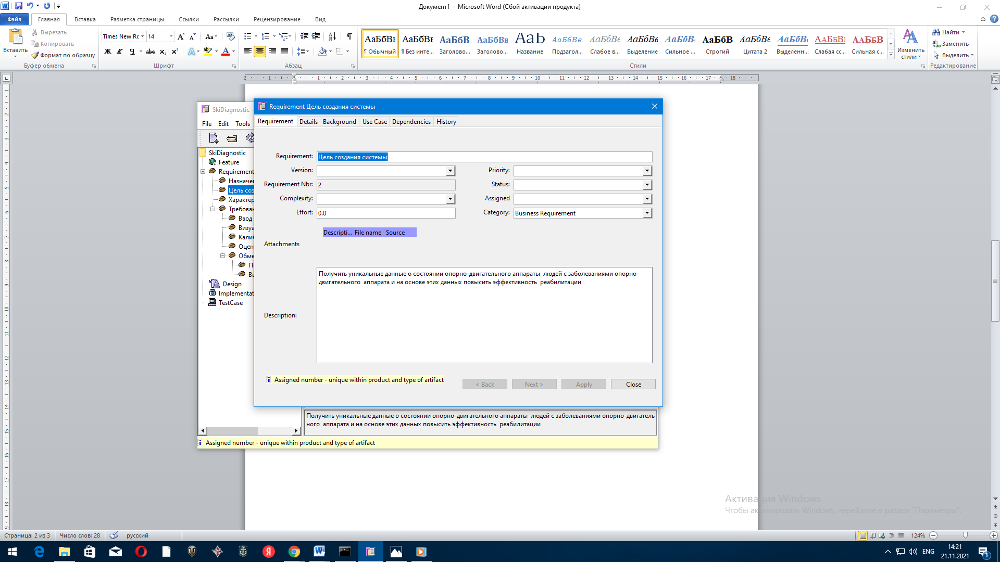 Документ1 - Microsoft Word (Сбой активации продукта)
Файл Главная Вставка Разметка страницы Ссылки Рассылки Рецензирование Вид
Вставить
Вырезать
Копировать
Формат по образцу
Буфер обмена
Times New Rc 14
Шрифт
Абзац
АаБбВı АаБбВı АаБбВ: АаБбВв АаЬ АаБбВв. АаБбВв АаБбВв АаБбВı АаБбВ АаБбВв АаБбВı ААББВІ ААББВ
¶ Обычный ¶ Без инте... Заголово... Заголово... Название Подзагол... Слабое в... Выделение Сильное ... Строгий Цитата 2 Выделенн... Слабая сс... Сильная с...
Стили
Изменить стили
Найти
Заменить
Выделить
Редактирование
SkiDiagnostic -
File Edit Tools
SkiDiagnostic
Feature
Requirement
Назначе
Цель соз
Характер
Требова
Ввод
Визуа
Кали
Оцен
Обме
П
Вы
Design
Implementat
TestCase
Requirement Цель создания системы
Requirement Details Background Use Case Dependencies History
Requirement: Цель создания системы
Version: Priority:
Requirement Nbr: 2 Status:
Complexity: Assigned
Effort: 0.0 Category: Business Requirement
Descripti... File name Source
Attachments
Получить уникальные данные о состоянии опорно-двигательного аппараты людей с заболеваниями опорно-
двигательного аппарата и на основе этих данных повысить эффективность реабилитации
Description:
Assigned number - unique within product and type of artifact
< Back Next > Apply Close
Получить уникальные данные о состоянии опорно-двигательного аппараты людей с заболеваниями опорно-двигатель
ного аппарата и на основе этих данных повысить эффективность реабилитации
Assigned number - unique within product and type of artifact
Активация Windows
Чтобы активировать Windows, перейдите в раздел "Параметры".
Страница: 2 из 3 Число слов: 28 русский 124%
ENG 14:21
21.11.2021